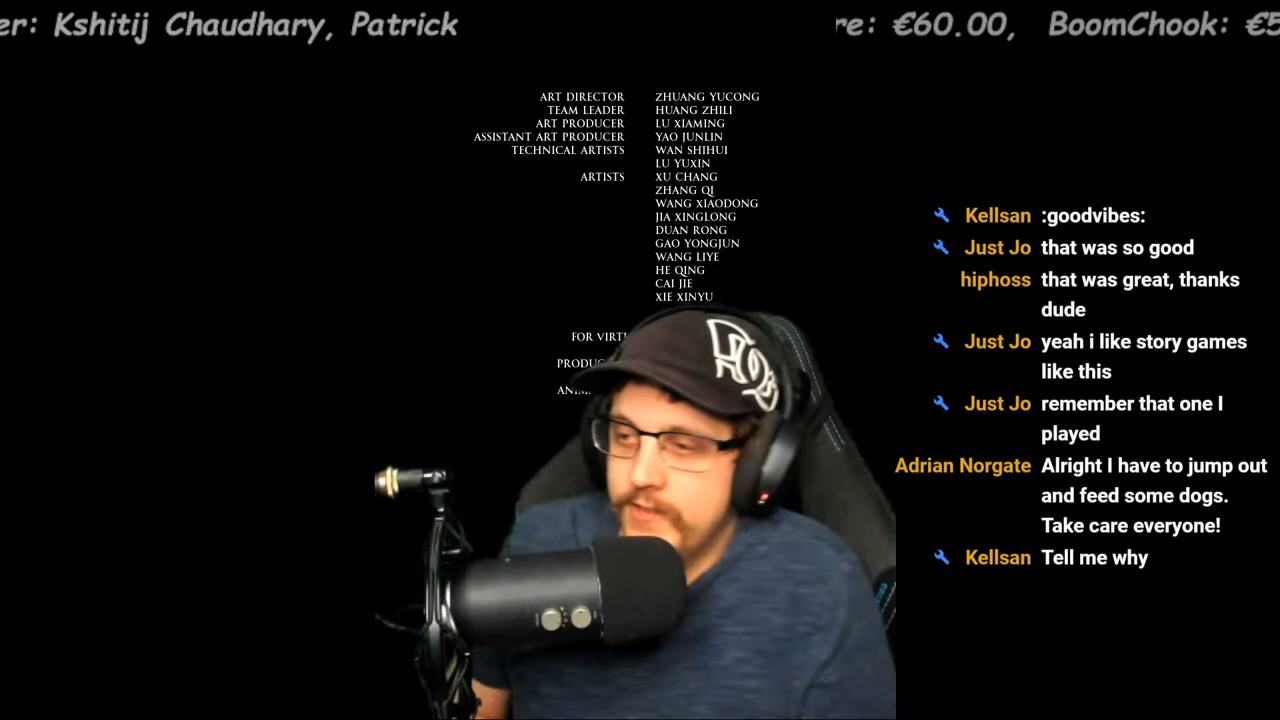 er: Kshitij Chaudhary, Patrick
re: €60.00, BoomChook: €5
ART DIRECTOR ZHUANG YUCONG
TEAM LEADER HUANG ZHILI
ART PRODUCER LU XIAMING
ASSISTANT ART PRODUCER YAO JUNLIN
TECHNICAL ARTISTS WAN SHIHUI
LU YUXIN
ARTISTS XU CHANG
ZHANG QI
WANG XIAODONG
JIA XINGLONG
DUAN RONG
GAO YONGJUN
WANG LIYE
HE QING
CAI JIE
XIE XINYU
FOR VIRT
PRODUC
ANIM
Kellsan :goodvibes:
Just Jo that was so good
hiphoss that was great, thanks
dude
Just Jo yeah i like story games
like this
Just Jo remember that one I
played
Adrian Norgate Alright I have to jump out
and feed some dogs.
Take care everyone!
Kellsan Tell me why